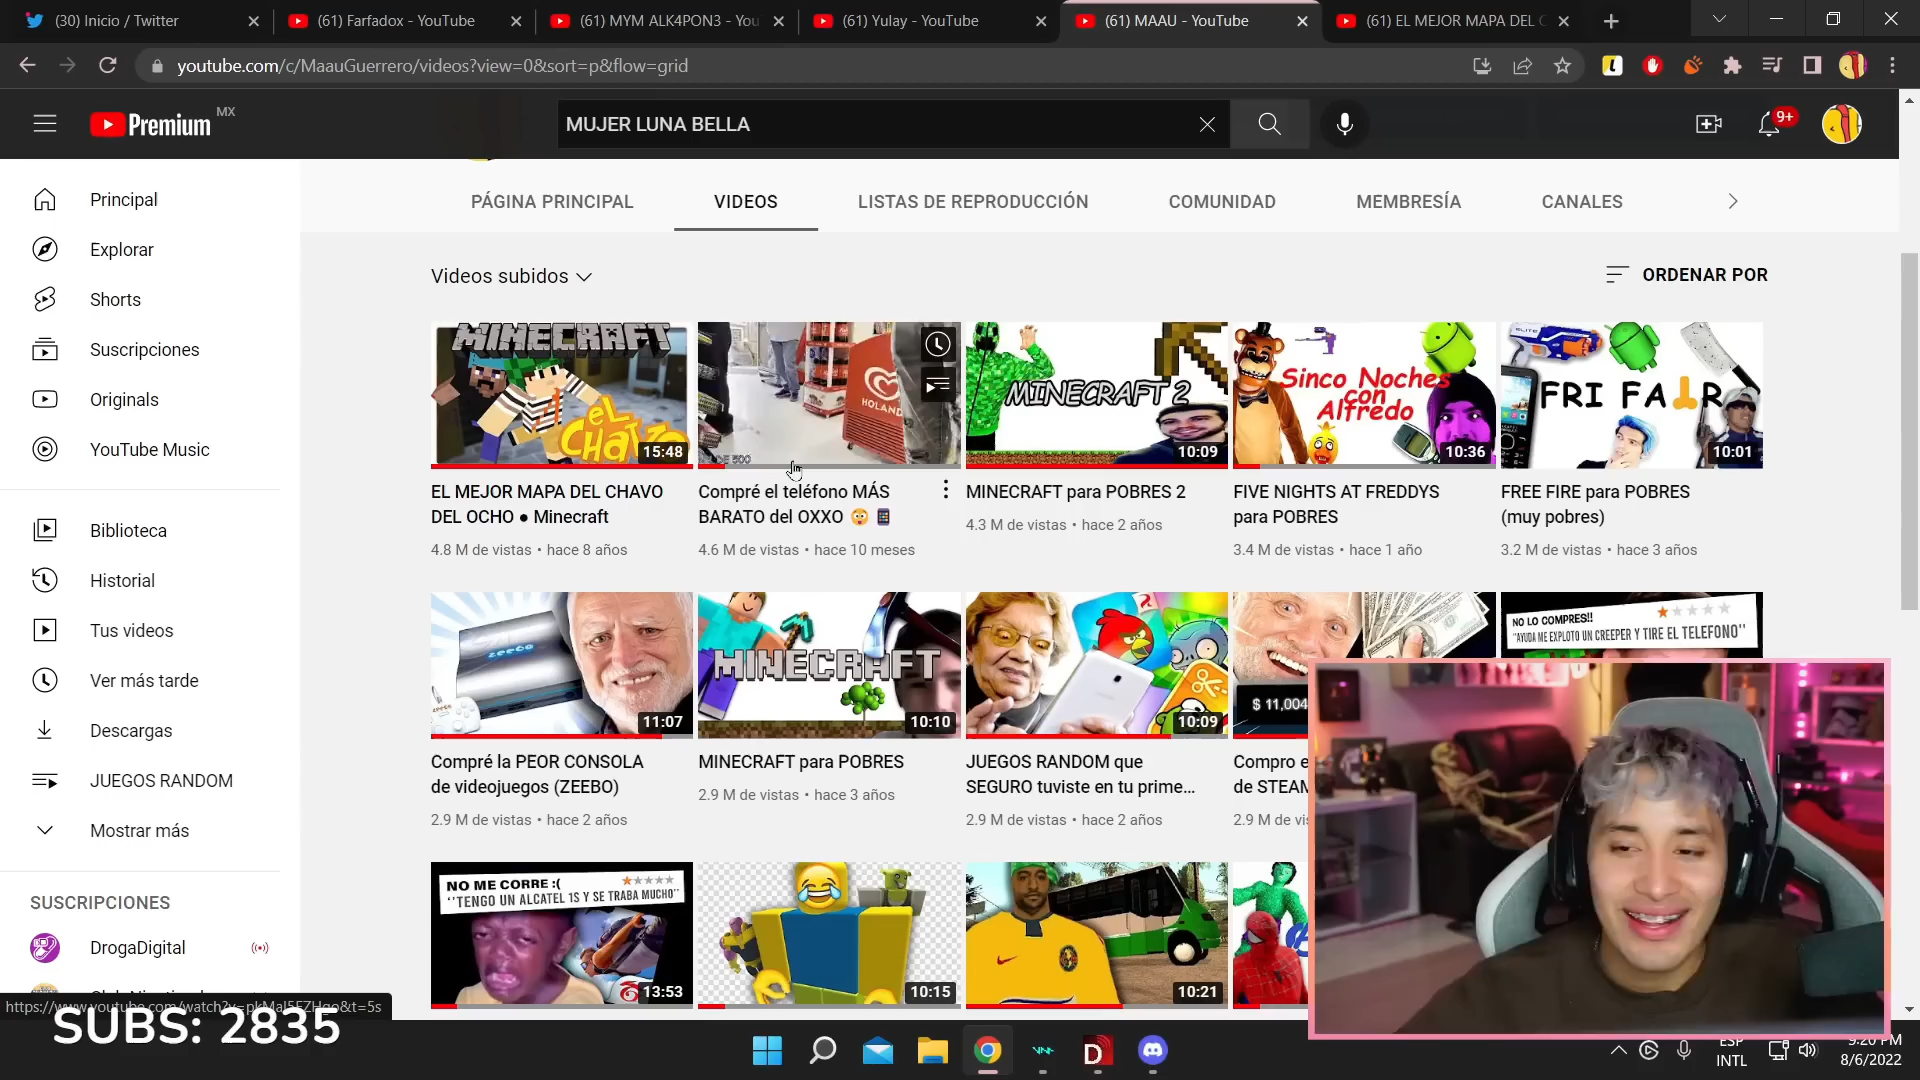 (30) Inicio / Twitter
(61) Farfadox - YouTube
(61) MYM ALK4PON3 - You
(61) Yulay - YouTube
(61) MAAU - YouTube
(61) EL MEJOR MAPA DEL C
youtube.com/c/MaauGuerrero/videos?view=0&sort=p&flow=grid
Premium MX
MUJER LUNA BELLA
9+
Principal
Explorar
Shorts
Suscripciones
Originals
YouTube Music
Biblioteca
Historial
Tus videos
Ver más tarde
Descargas
JUEGOS RANDOM
Mostrar más
SUSCRIPCIONES
DrogaDigital
PÁGINA PRINCIPAL
VIDEOS
LISTAS DE REPRODUCCIÓN
COMUNIDAD
MEMBRESÍA
CANALES
Videos subidos
ORDENAR POR
MINECRAFT
el
CHAVO
15:48
EL MEJOR MAPA DEL CHAVO
DEL OCHO ● Minecraft
4.8 M de vistas • hace 8 años
HOLAND
DE 500
Compré el teléfono MÁS
BARATO del OXXO 😳 📱
4.6 M de vistas • hace 10 meses
MINECRAFT 2
10:09
MINECRAFT para POBRES 2
4.3 M de vistas • hace 2 años
Sinco Noches
con
Alfredo
10:36
FIVE NIGHTS AT FREDDYS
para POBRES
3.4 M de vistas • hace 1 año
ELITE
FRI FA R
10:01
FREE FIRE para POBRES
(muy pobres)
3.2 M de vistas • hace 3 años
zeebo
11:07
Compré la PEOR CONSOLA
de videojuegos (ZEEBO)
2.9 M de vistas • hace 2 años
MINECRAFT
10:10
MINECRAFT para POBRES
2.9 M de vistas • hace 3 años
10:09
JUEGOS RANDOM que
SEGURO tuviste en tu prime...
2.9 M de vistas • hace 2 años
$ 11,004
Compro e
de STEAM
2.9 M de vis
NO LO COMPRES!!
"AYUDA ME EXPLOTO UN CREEPER Y TIRE EL TELEFONO"
NO ME CORRE :(
"TENGO UN ALCATEL 1S Y SE TRABA MUCHO"
13:53
10:15
10:21
SUBS: 2835
ESP
INTL
9:20 PM
8/6/2022